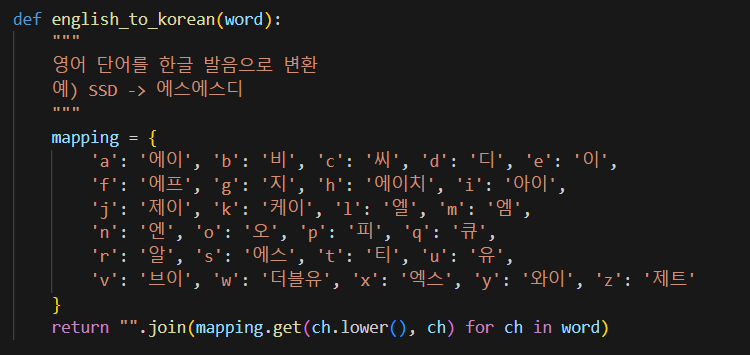 def english_to_korean(word):
    """
    영어 단어를 한글 발음으로 변환
    예) SSD -> 에스에스디
    """
    mapping = {
        'a': '에이', 'b': '비', 'c': '씨', 'd': '디', 'e': '이',
        'f': '에프', 'g': '지', 'h': '에이치', 'i': '아이',
        'j': '제이', 'k': '케이', 'l': '엘', 'm': '엠',
        'n': '엔', 'o': '오', 'p': '피', 'q': '큐',
        'r': '알', 's': '에스', 't': '티', 'u': '유',
        'v': '브이', 'w': '더블유', 'x': '엑스', 'y': '와이', 'z': '제트'
    }
    return "".join(mapping.get(ch.lower(), ch) for ch in word)